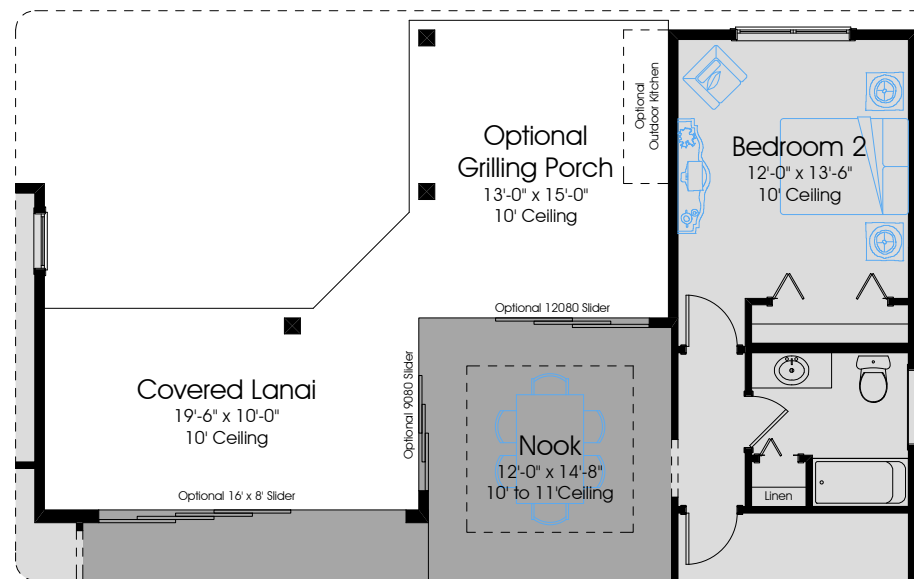 Optional
Outdoor Kitchen
Optional
Grilling Porch
13'-0" x 15'-0"
10' Ceiling
Bedroom 2
12'-0" x 13'-6"
10' Ceiling
Optional 12080 Slider
Covered Lanai
19'-6" x 10'-0"
10' Ceiling
Optional 9080 Slider
Nook
12'-0" x 14'-8"
10' to 11'Ceiling
Optional 16' x 8' Slider
Linen